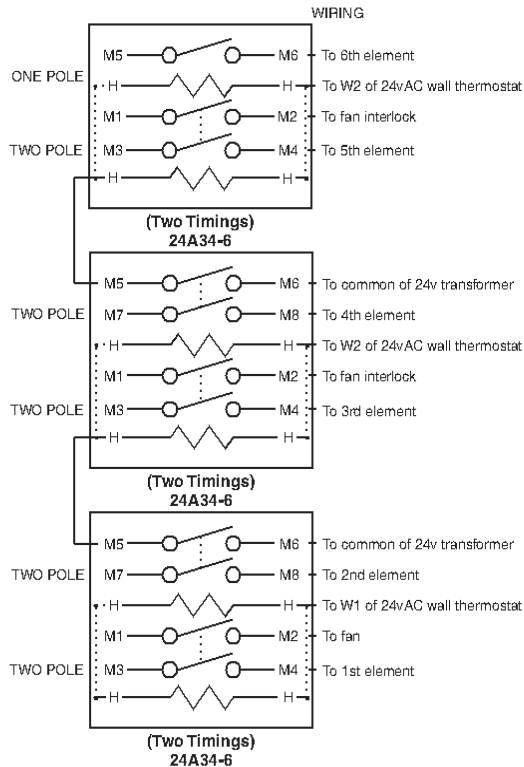 WIRING
M5 M6 To 6th element
ONE POLE
H H To W2 of 24vAC wall thermostat
M1 M2 To fan interlock
TWO POLE M3 M4 To 5th element
H H
(Two Timings)
24A34-6
M5 M6 To common of 24v transformer
TWO POLE M7 M8 To 4th element
H H To W2 of 24vAC wall thermostat
M1 M2 To fan interlock
TWO POLE M3 M4 To 3rd element
H H
(Two Timings)
24A34-6
M5 M6 To common of 24v transformer
TWO POLE M7 M8 To 2nd element
H H To W1 of 24vAC wall thermostat
M1 M2 To fan
TWO POLE M3 M4 To 1st element
H H
(Two Timings)
24A34-6